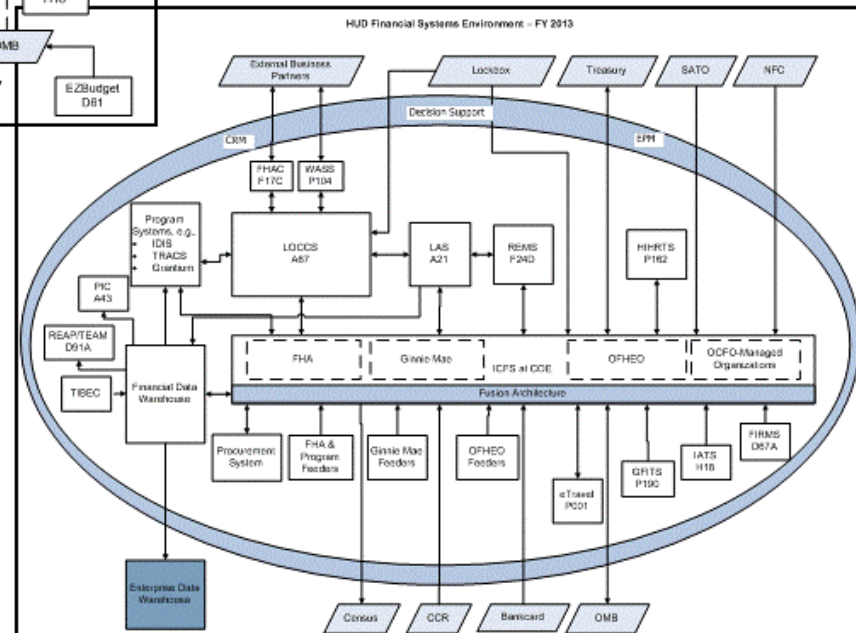 OMB
EZBudget
D61
HUD Financial Systems Environment – FY 2013
External Business
Partners
Lockbox
Treasury
SATO
NFC
Decision Support
CRM
EPM
FHAC
F17C
WASS
P104
Program
Systems, e.g.,
• IDIS
• TRACS
• Grantium
LOCCS
A67
LAS
A21
REMS
F24D
HIHRTS
P162
PIC
A43
REAP/TEAM
D91A
TIBEC
Financial Data
Warehouse
FHA
Ginnie Mae
ICFS at COE
OFHEO
OCFO-Managed
Organizations
Fusion Architecture
Procurement
System
FHA &
Program
Feeders
Ginnie Mae
Feeders
OFHEO
Feeders
eTravel
P001
GFITS
P190
IATS
H18
FIRMS
D67A
Enterprise Data
Warehouse
Census
CCR
Bankcard
OMB